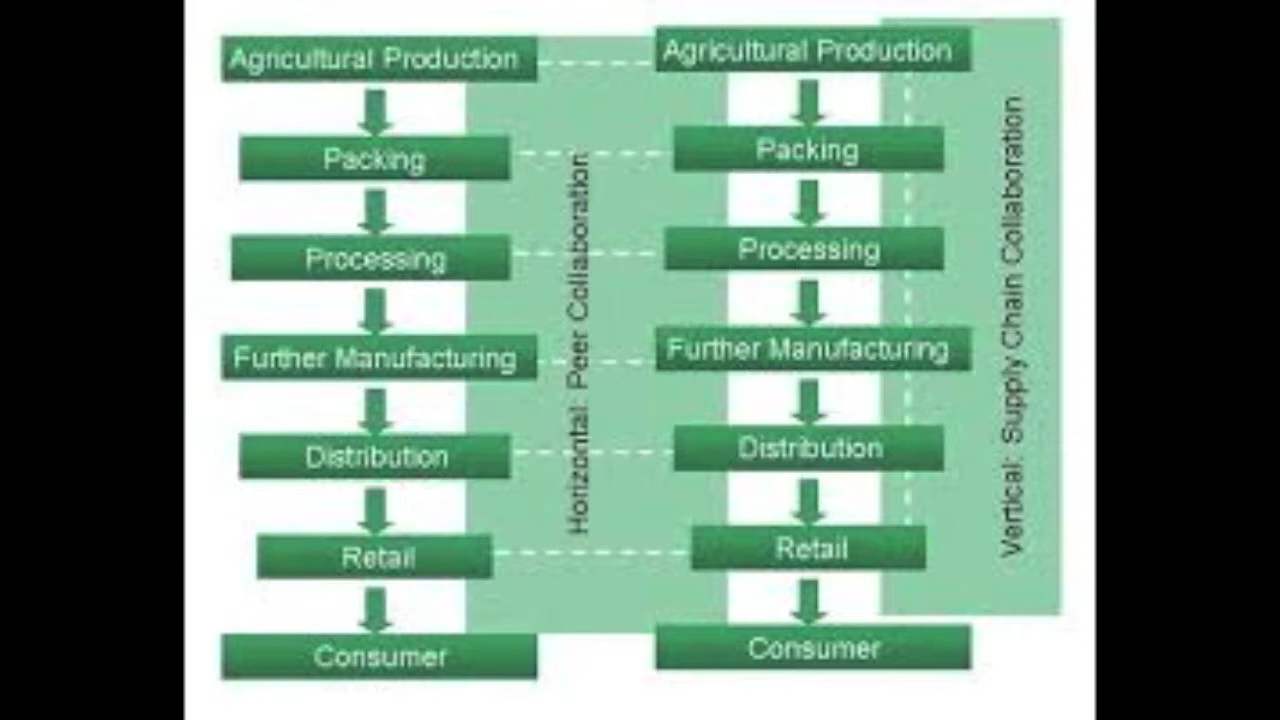 Agricultural Production
Packing
Processing
Further Manufacturing
Distribution
Retail
Consumer
Horizontal: Peer Collaboration
Agricultural Production
Packing
Processing
Further Manufacturing
Distribution
Retail
Consumer
Vertical: Supply Chain Collaboration